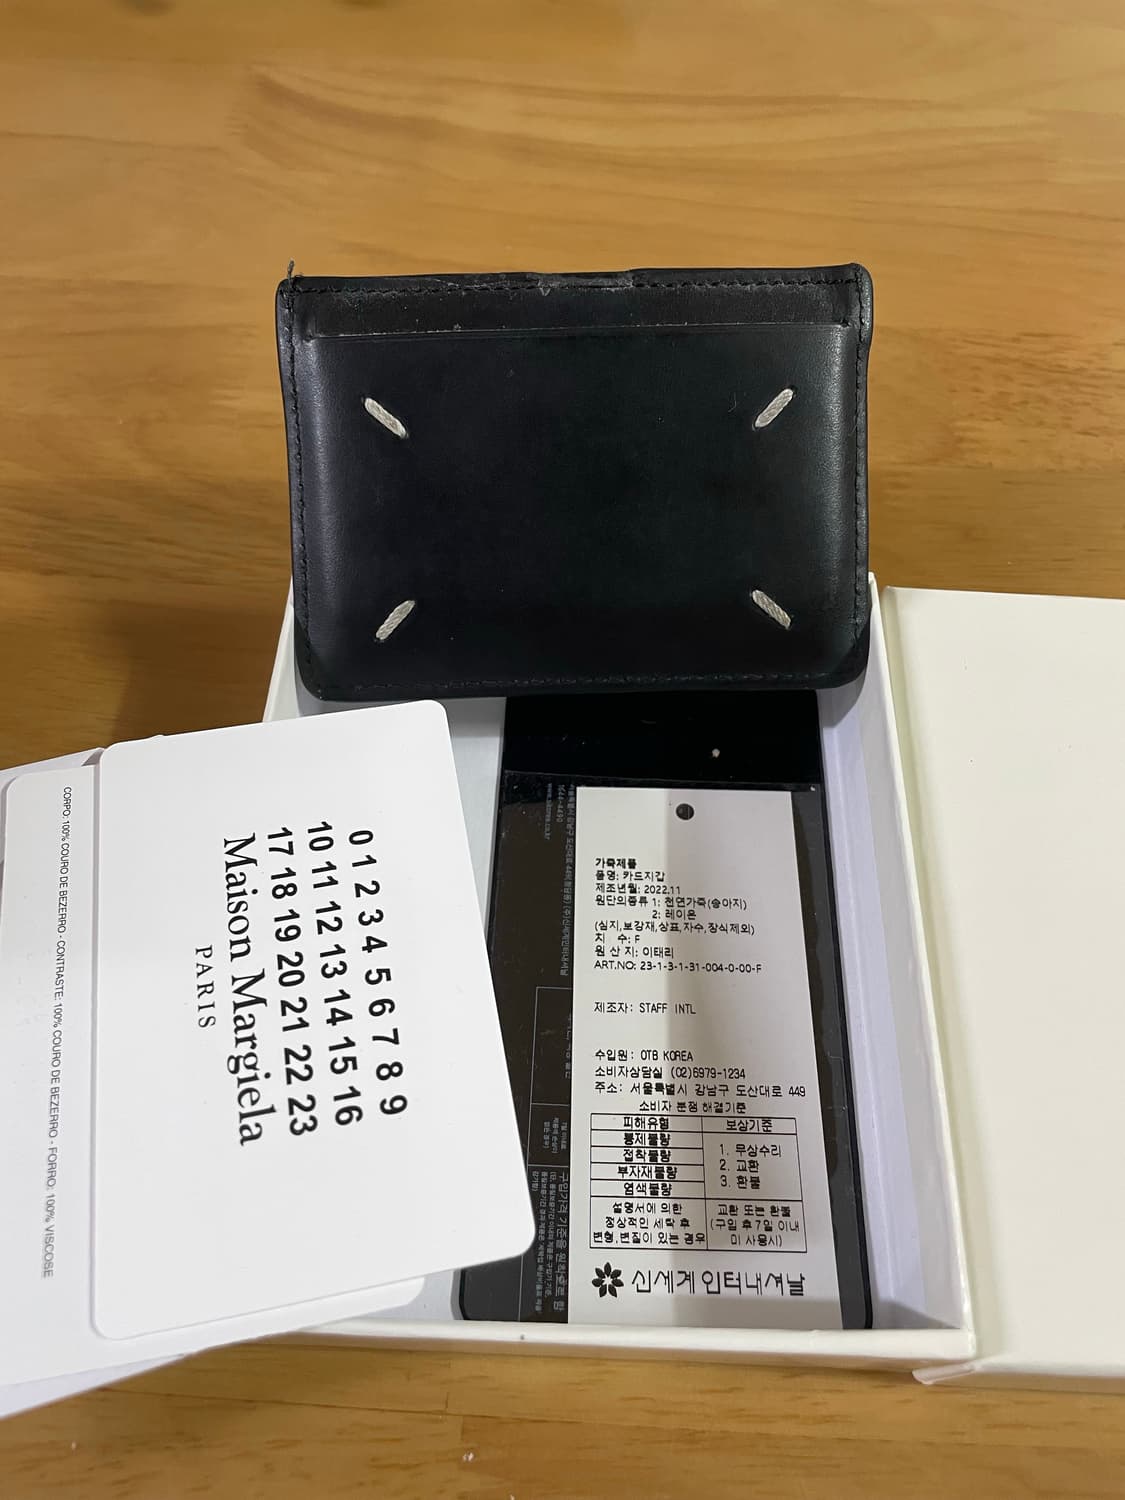 0 1 2 3 4 5 6 7 8 9
10 11 12 13 14 15 16
17 18 19 20 21 22 23
Maison Margiela
PARIS
CORPO: 100% COURO DE BEZERRO - CONTRASTE: 100% COURO DE BEZERRO - FORRO: 100% VISCOSE
가죽제품
품명: 카드지갑
제조년월: 2022.11
원단의종류 1: 천연가죽(송아지)
2: 레이온
(심지,보강재,상표,자수,장식제외)
치 수: F
원 산 지: 이태리
ART.NO: 23-1-3-1-31-004-0-00-F
제조자: STAFF INTL
수입원: OTB KOREA
소비자상담실 (02)6979-1234
주소: 서울특별시 강남구 도산대로 449
소비자 분쟁 해결기준
피해유형 보상기준
봉제불량
접착불량
부자재불량
염색불량
1. 무상수리
2. 교환
3. 환불
설명서에 의한
정상적인 세탁 후
변형,변질이 있는 경우
교환 또는 환불
(구입 후 7일 이내
미 사용시)
신세계인터내셔날